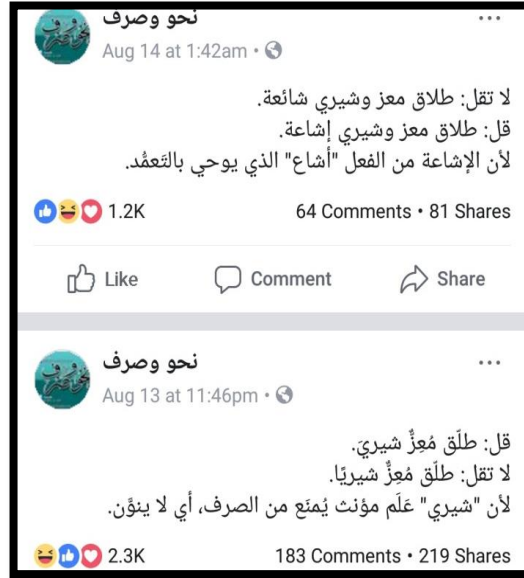 نحو وصرف
Aug 14 at 1:42am •
لا تقل: طلاق معز وشيري شائعة.
قل: طلاق معز وشيري إشاعة.
لأن الإشاعة من الفعل "أشاع" الذي يوحي بالتَعمُّد.
1.2K 64 Comments • 81 Shares
Like Comment Share
نحو وصرف
Aug 13 at 11:46pm •
قل: طلّق مُعِزٌّ شيريَ.
لا تقل: طلّق مُعِزٌّ شيريًا.
لأن "شيري" عَلَم مؤنث يُمنَع من الصرف، أي لا ينوَّن.
2.3K 183 Comments • 219 Shares